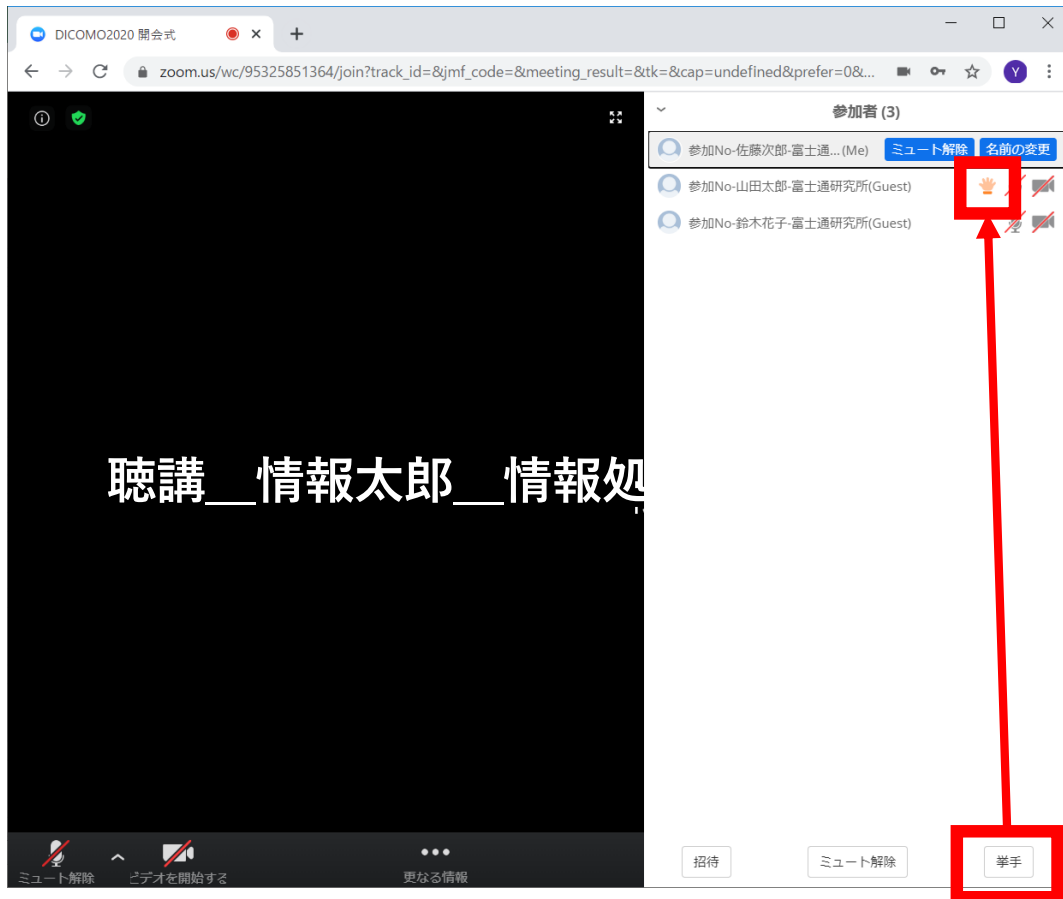 DICOMO2020 開会式
zoom.us/wc/95325851364/join?track_id=&jmf_code=&meeting_result=&tk=&cap=undefined&prefer=0&...
Y
参加者 (3)
参加No-佐藤次郎-富士通... (Me) ミュート解除 名前の変更
参加No-山田太郎-富士通研究所(Guest)
参加No-鈴木花子-富士通研究所(Guest)
聴講__情報太郎__情報処
ミュート解除 ビデオを開始する 更なる情報
招待 ミュート解除 挙手